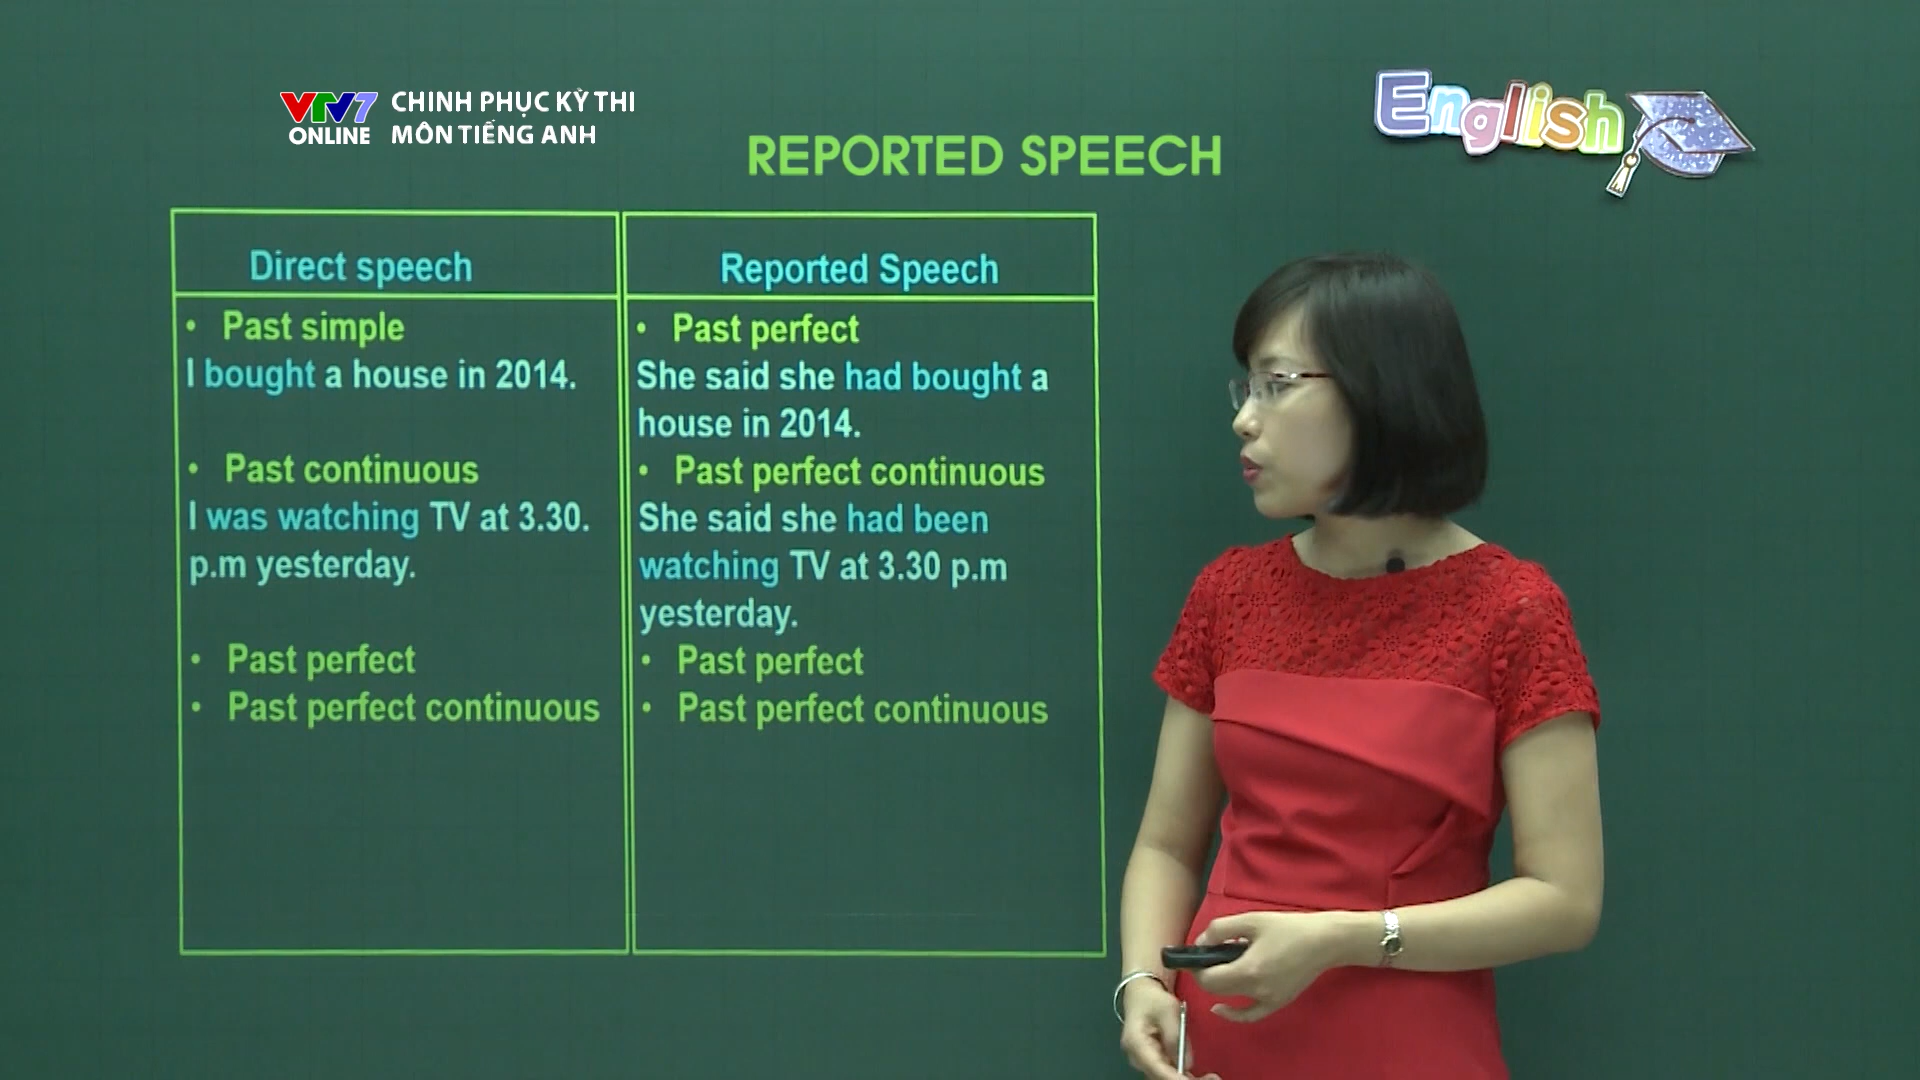 VTV7
ONLINE
CHINH PHỤC KỲ THI
MÔN TIẾNG ANH
English
REPORTED SPEECH
Direct speech
• Past simple
I bought a house in 2014.
• Past continuous
I was watching TV at 3.30.
p.m yesterday.
• Past perfect
• Past perfect continuous
Reported Speech
• Past perfect
She said she had bought a
house in 2014.
• Past perfect continuous
She said she had been
watching TV at 3.30 p.m
yesterday.
• Past perfect
• Past perfect continuous